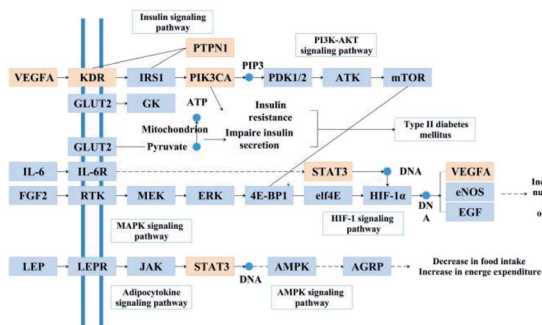 Insulin signaling
pathway
PTPN1
PI3K-AKT
signaling pathway
PIP3
VEGFA
KDR
IRS1
PIK3CA
PDK1/2
ATK
mTOR
GLUT2
GK
ATP
Insulin
resistance
Mitochondrion
Impaire insulin
secretion
Type II diabetes
mellitus
GLUT2
Pyruvate
IL-6
IL-6R
STAT3
DNA
VEGFA
FGF2
RTK
MEK
ERK
4E-BP1
elf4E
HIF-1α
DN
A
eNOS
EGF
Inc
nu
o
MAPK signaling
pathway
HIF-1 signaling
pathway
LEP
LEPR
JAK
STAT3
DNA
AMPK
AGRP
Decrease in food intake
Increase in energy expenditure
Adipocytokine
signaling pathway
AMPK signaling
pathway